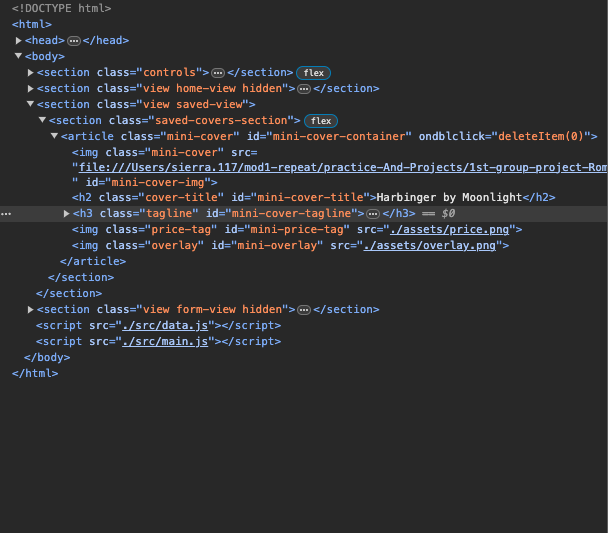 <!DOCTYPE html>
<html>
<head>…</head>
<body>
<section class="controls">…</section> flex
<section class="view home-view hidden">…</section>
<section class="view saved-view">
<section class="saved-covers-section"> flex
<article class="mini-cover" id="mini-cover-container" ondblclick="deleteItem(0)">
<img class="mini-cover" src=
"file:///Users/sierra.117/mod1-repeat/practice-And-Projects/1st-group-project-Rom
" id="mini-cover-img">
<h2 class="cover-title" id="mini-cover-title">Harbinger by Moonlight</h2>
<h3 class="tagline" id="mini-cover-tagline">…</h3> == $0
<img class="price-tag" id="mini-price-tag" src="./assets/price.png">
<img class="overlay" id="mini-overlay" src="./assets/overlay.png">
</article>
</section>
</section>
<section class="view form-view hidden">…</section>
<script src="./src/data.js"></script>
<script src="./src/main.js"></script>
</body>
</html>